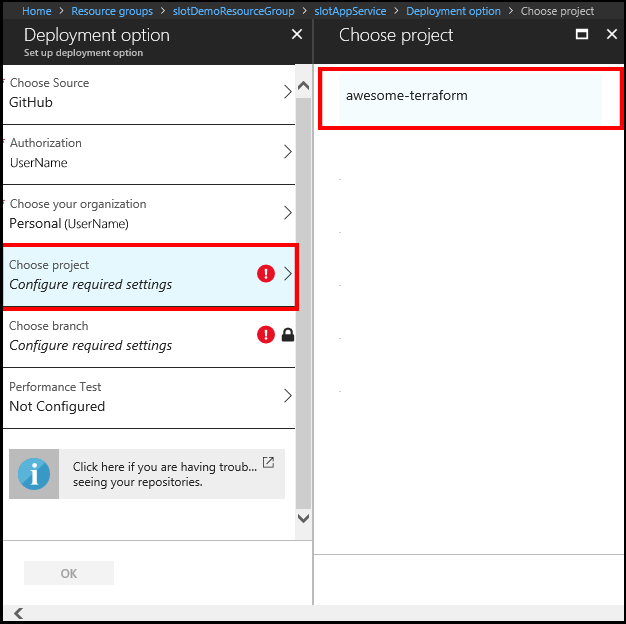 Home > Resource groups > slotDemoResourceGroup > slotAppService > Deployment option > Choose project
Deployment option
Set up deployment option
* Choose Source
GitHub
* Authorization
UserName
* Choose your organization
Personal (UserName)
Choose project
Configure required settings
Choose branch
Configure required settings
Performance Test
Not Configured
Click here if you are having troub...
seeing your repositories.
OK
Choose project
awesome-terraform